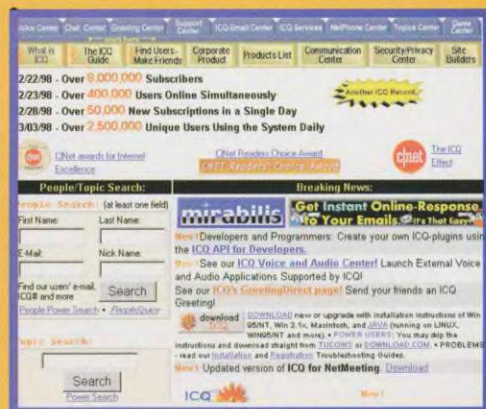 Voice Center Chat Center Greeting Center Support Center ICQ-Email Center ICQ Services NetPhone Center Topics Center Game Center
What is ICQ
The ICQ Guide
Find Users - Make Friends
Corporate Product
Products List
Communication Center
Security/Privacy Center
Site Builders
2/22/98 - Over 8,000,000 Subscribers
2/23/98 - Over 400,000 Users Online Simultaneously
2/28/98 - Over 50,000 New Subscriptions in a Single Day
3/03/98 - Over 2,500,000 Unique Users Using the System Daily
Another ICQ Record
CNet awards for Internet Excellence
CNet Readers Choice Award
CNET Readers' Choice Award
cnet
The ICQ Effect
People/Topic Search:
People Search: (at least one field)
First Name: Last Name:
E-Mail: Nick Name:
Find our users' e-mail, ICQ# and more
Search
People Power Search • PeopleQuery
Topic Search:
Search
Power Search
Breaking News:
mirabilis
Get Instant Online-Response
To Your Emails. It's That Easy
New! Developers and Programmers: Create your own ICQ-plugins using
the ICQ API for Developers.
New! See our ICQ Voice and Audio Center! Launch External Voice
and Audio Applications Supported by ICQ!
See our ICQ's GreetingDirect page! Send your friends an ICQ
Greeting!
download ICQ
DOWNLOAD new or upgrade with installation instructions of Win
95/NT, Win 3.1x, Macintosh, and JAVA (running on LINUX,
WIN95/NT and more). • POWER USERS: You may skip the
instructions and download straight from TUCOWS or DOWNLOAD.COM. • PROBLEMS
- read our Installation and Registration Troubleshooting Guides.
New! Updated version of ICQ for NetMeeting. Download
ICQ
New!